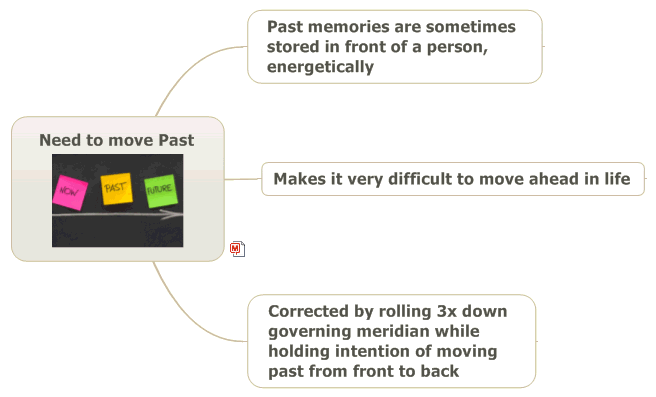 Past memories are sometimes
stored in front of a person,
energetically
Need to move Past
NOW
PAST
FUTURE
Makes it very difficult to move ahead in life
M
Corrected by rolling 3x down
governing meridian while
holding intention of moving
past from front to back